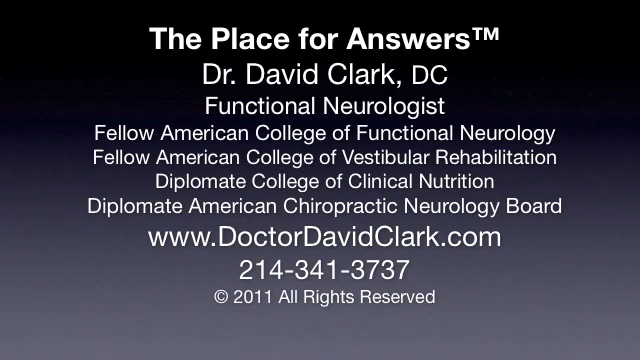 The Place for Answers™
Dr. David Clark, DC
Functional Neurologist
Fellow American College of Functional Neurology
Fellow American College of Vestibular Rehabilitation
Diplomate College of Clinical Nutrition
Diplomate American Chiropractic Neurology Board
www.DoctorDavidClark.com
214-341-3737
© 2011 All Rights Reserved